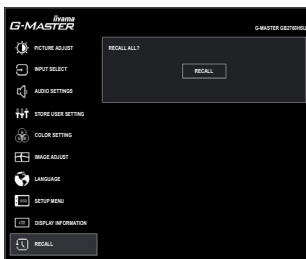 iiyama
G-MASTER
G-MASTER GB2760HSU
PICTURE ADJUST
INPUT SELECT
AUDIO SETTINGS
STORE USER SETTING
COLOR SETTING
IMAGE ADJUST
LANGUAGE
SETUP MENU
DISPLAY INFORMATION
RECALL
RECALL ALL?
RECALL